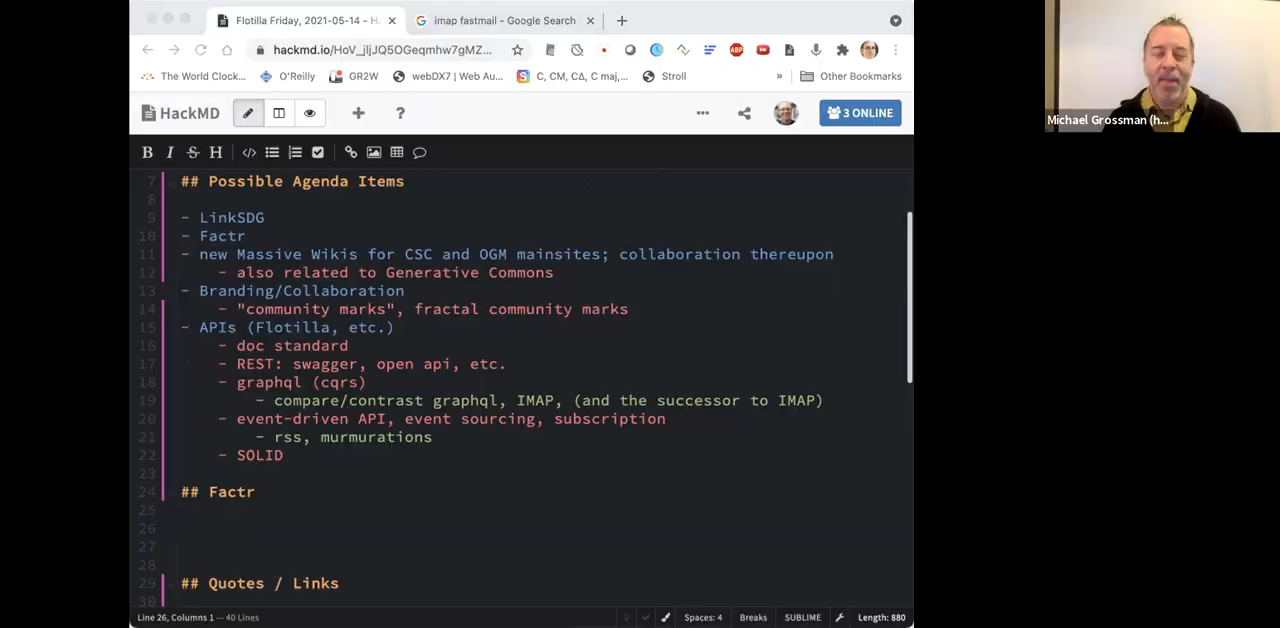 Flotilla Friday, 2021-05-14 - H
imap fastmail - Google Search
hackmd.io/HoV_jljJQ5OGeqmhw7gMZ...
ABP
The World Clock...
O'Reilly
GR2W
webDX7 | Web Au...
C, CM, CΔ, C maj,...
Stroll
»
Other Bookmarks
HackMD
3 ONLINE
B I S H
7 ## Possible Agenda Items
8
9 - LinkSDG
10 - Factr
11 - new Massive Wikis for CSC and OGM mainsites; collaboration thereupon
12 - also related to Generative Commons
13 - Branding/Collaboration
14 - "community marks", fractal community marks
15 - APIs (Flotilla, etc.)
16 - doc standard
17 - REST: swagger, open api, etc.
18 - graphql (cqrs)
19 - compare/contrast graphql, IMAP, (and the successor to IMAP)
20 - event-driven API, event sourcing, subscription
21 - rss, murmurations
22 - SOLID
23
24 ## Factr
25
26
27
28
29 ## Quotes / Links
30
Line 26, Columns 1 — 40 Lines
Spaces: 4
Breaks
SUBLIME
Length: 880
Michael Grossman (h...